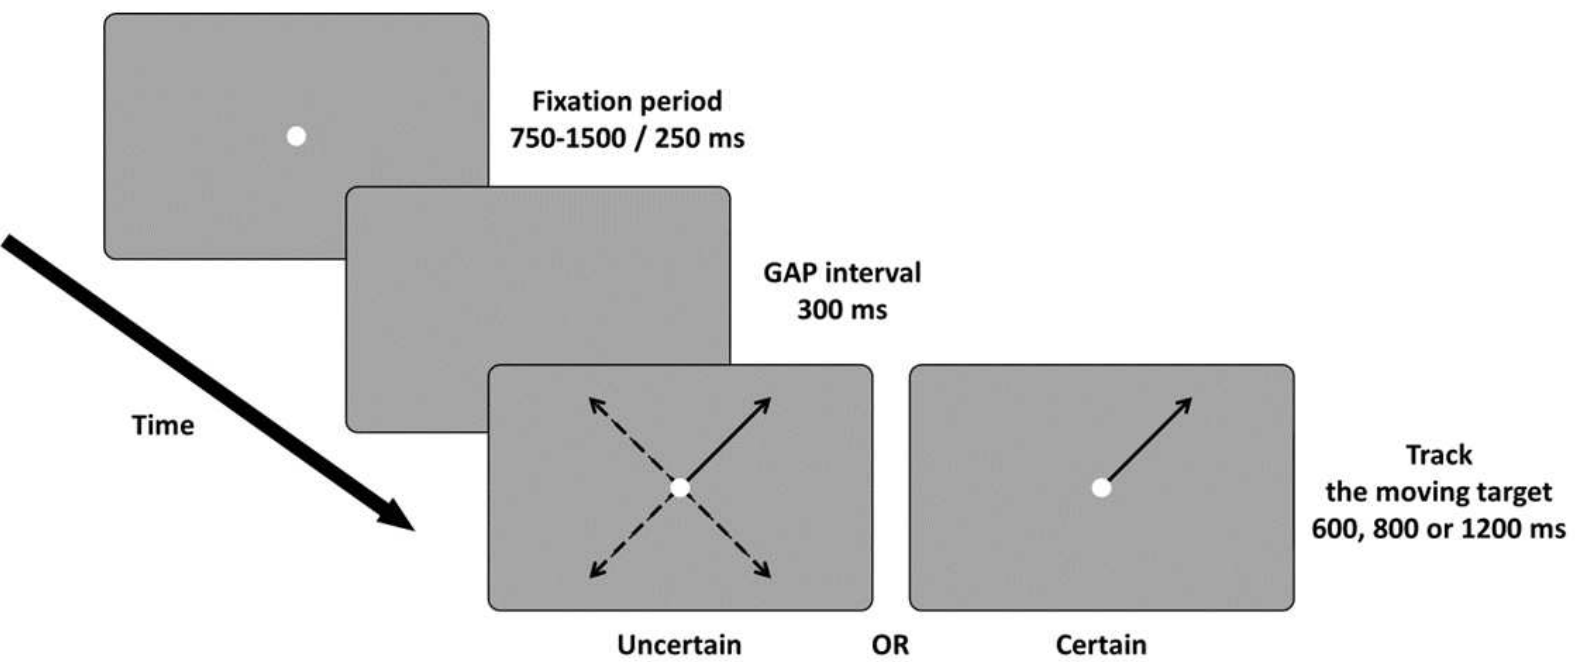 Fixation period
750-1500 / 250 ms
GAP interval
300 ms
Time
Track
the moving target
600, 800 or 1200 ms
Uncertain
OR
Certain